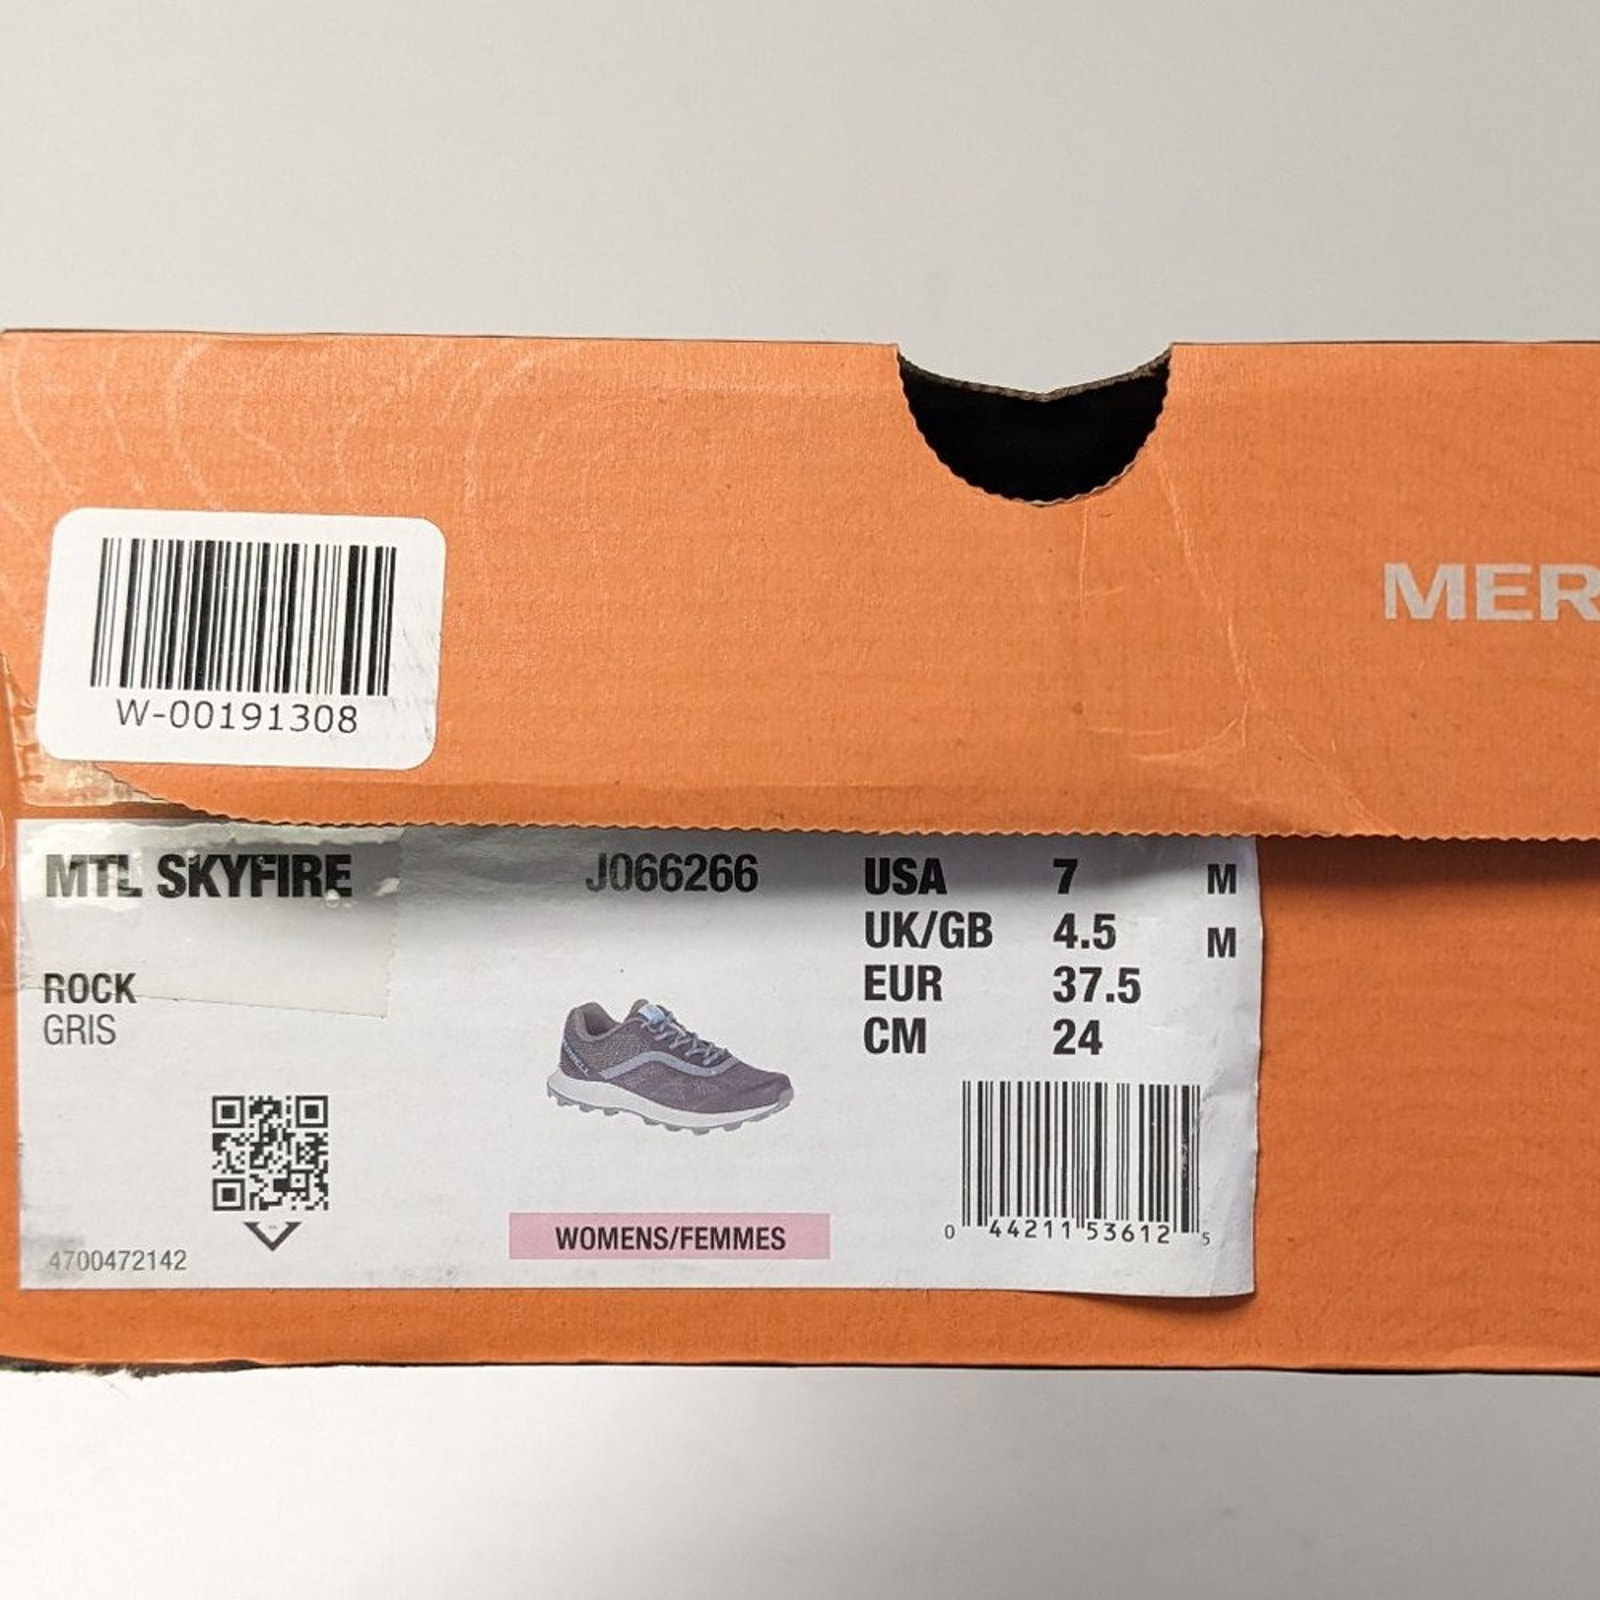 MER
W-00191308
MTL SKYFIRE
J066266
ROCK
GRIS
4700472142
WOMENS/FEMMES
USA 7 M
UK/GB 4.5 M
EUR 37.5
CM 24
0 44211 53612 5